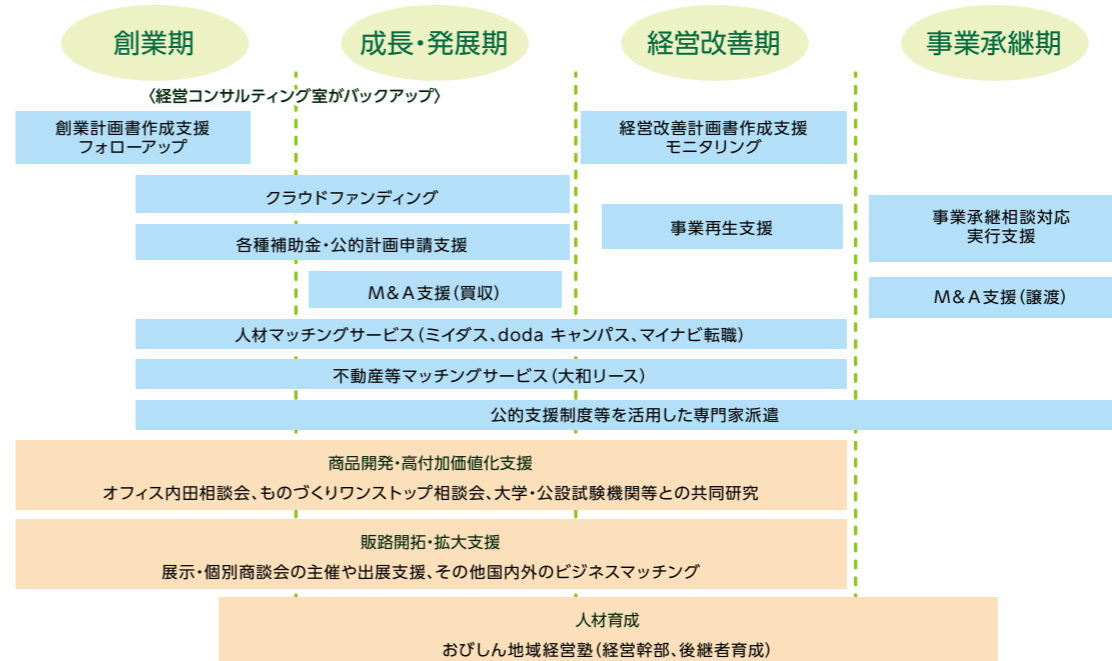 創業期
成長・発展期
経営改善期
事業承継期
〈経営コンサルティング室がバックアップ〉
創業計画書作成支援
フォローアップ
経営改善計画書作成支援
モニタリング
クラウドファンディング
事業再生支援
事業承継相談対応
実行支援
各種補助金・公的計画申請支援
M&A支援(買収)
M&A支援(譲渡)
人材マッチングサービス(ミイダス、doda キャンパス、マイナビ転職)
不動産等マッチングサービス(大和リース)
公的支援制度等を活用した専門家派遣
商品開発・高付加価値化支援
オフィス内田相談会、ものづくりワンストップ相談会、大学・公設試験機関等との共同研究
販路開拓・拡大支援
展示・個別商談会の主催や出展支援、その他国内外のビジネスマッチング
人材育成
おびしん地域経営塾(経営幹部、後継者育成)